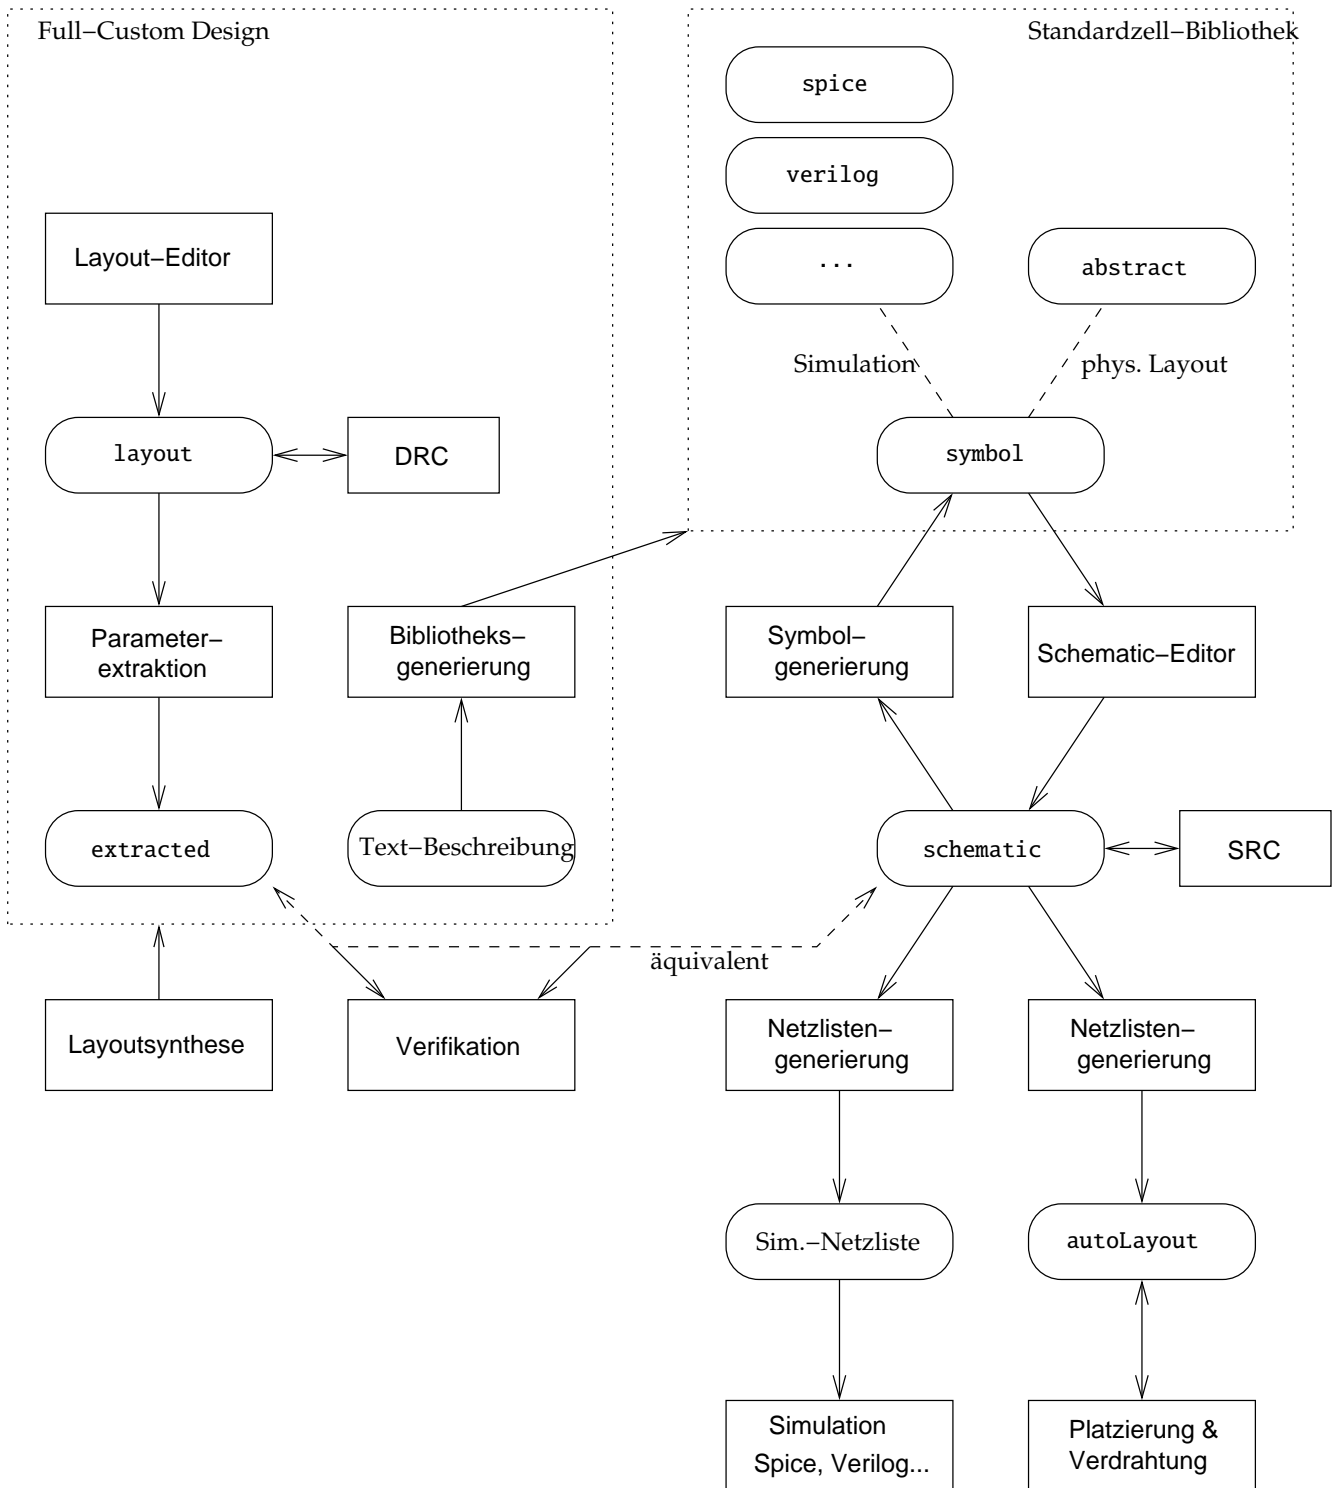 Full−Custom Design
Standardzell−Bibliothek
spice
verilog
...
Layout−Editor
abstract
Simulation
phys. Layout
layout
DRC
symbol
Parameter−
extraktion
Bibliotheks−
generierung
Symbol−
generierung
Schematic−Editor
extracted
Text−Beschreibung
schematic
SRC
äquivalent
Layoutsynthese
Verifikation
Netzlisten−
generierung
Netzlisten−
generierung
Sim.−Netzliste
autoLayout
Simulation
Spice, Verilog...
Platzierung &
Verdrahtung